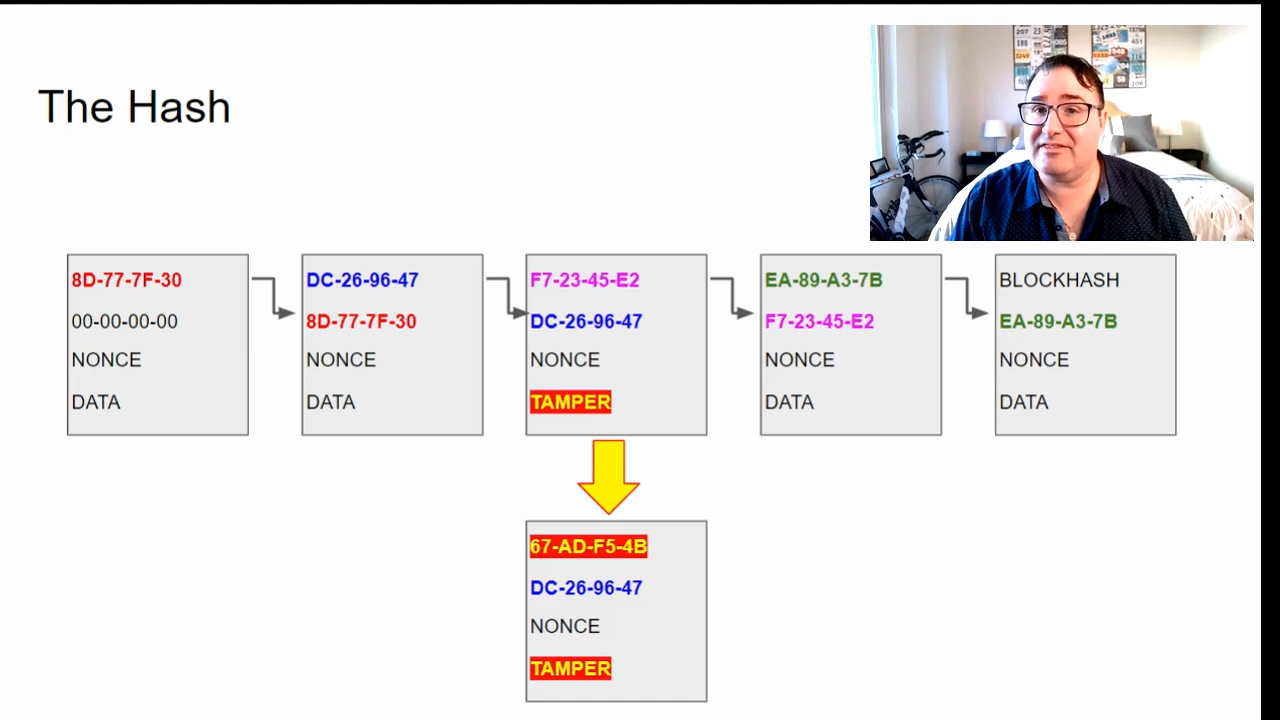 The Hash
8D-77-7F-30
00-00-00-00
NONCE
DATA
DC-26-96-47
8D-77-7F-30
NONCE
DATA
F7-23-45-E2
DC-26-96-47
NONCE
TAMPER
EA-89-A3-7B
F7-23-45-E2
NONCE
DATA
BLOCKHASH
EA-89-A3-7B
NONCE
DATA
67-AD-F5-4B
DC-26-96-47
NONCE
TAMPER